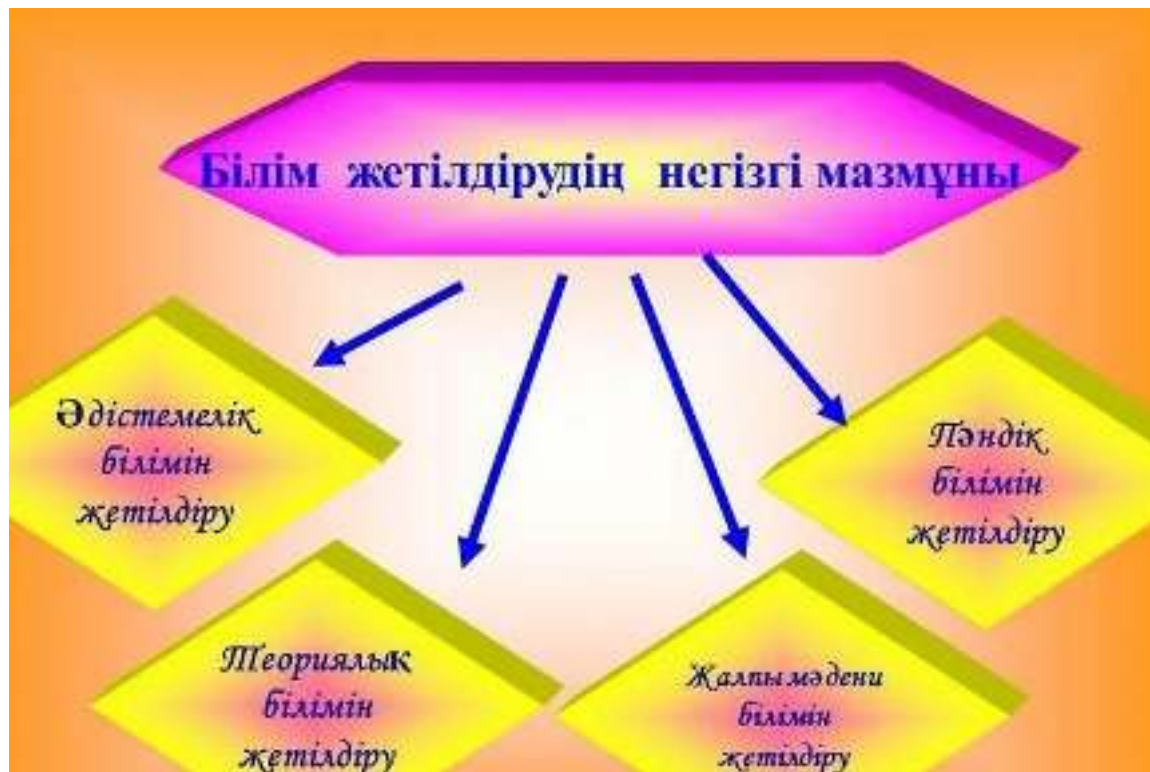 Білім жетілдірудің негізгі мазмұны
Әдістемелік
білімін
жетілдіру
Пәндік
білімін
жетілдіру
Теориялық
білімін
жетілдіру
Жалпы мәдени
білімін
жетілдіру